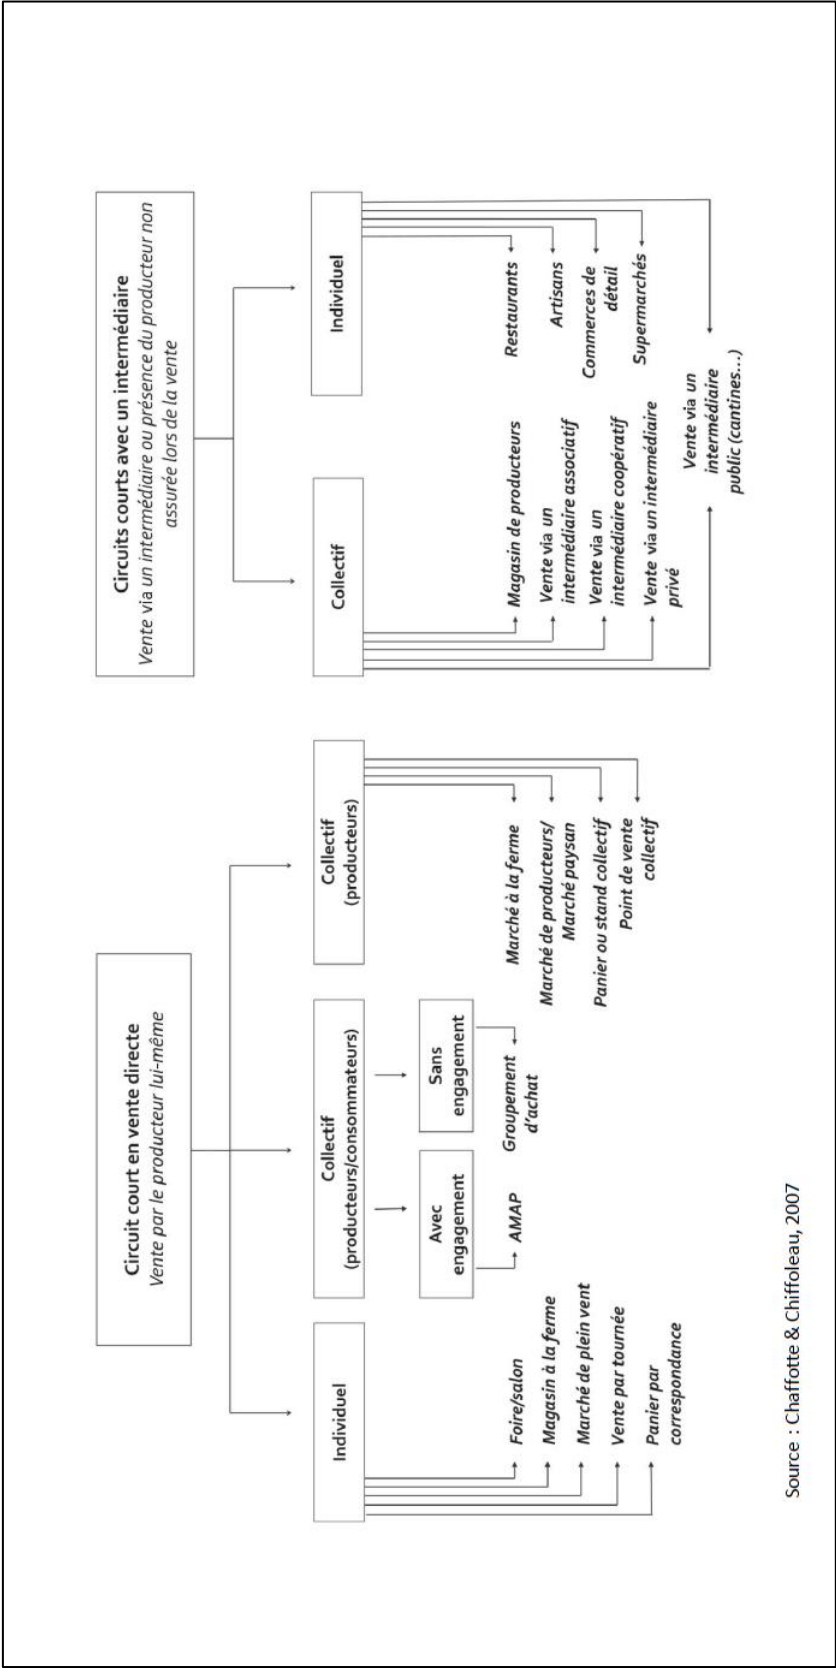 Circuit court en vente directe
Vente par le producteur lui-même
Individuel
Foire/salon
Magasin à la ferme
Marché de plein vent
Vente par tournée
Panier par
correspondance
Collectif
(producteurs/consommateurs)
Avec
engagement
AMAP
Sans
engagement
Groupement
d'achat
Collectif
(producteurs)
Marché à la ferme
Marché de producteurs/
Marché paysan
Panier ou stand collectif
Point de vente
collectif
Circuits courts avec un intermédiaire
Vente via un intermédiaire ou présence du producteur non
assurée lors de la vente
Collectif
Magasin de producteurs
Vente via un
intermédiaire associatif
Vente via un
intermédiaire coopératif
Vente via un intermédiaire
privé
Individuel
Restaurants
Artisans
Commerces de
détail
Supermarchés
Vente via un
intermédiaire
public (cantines...)
Source : Chaffotte & Chiffoleau, 2007